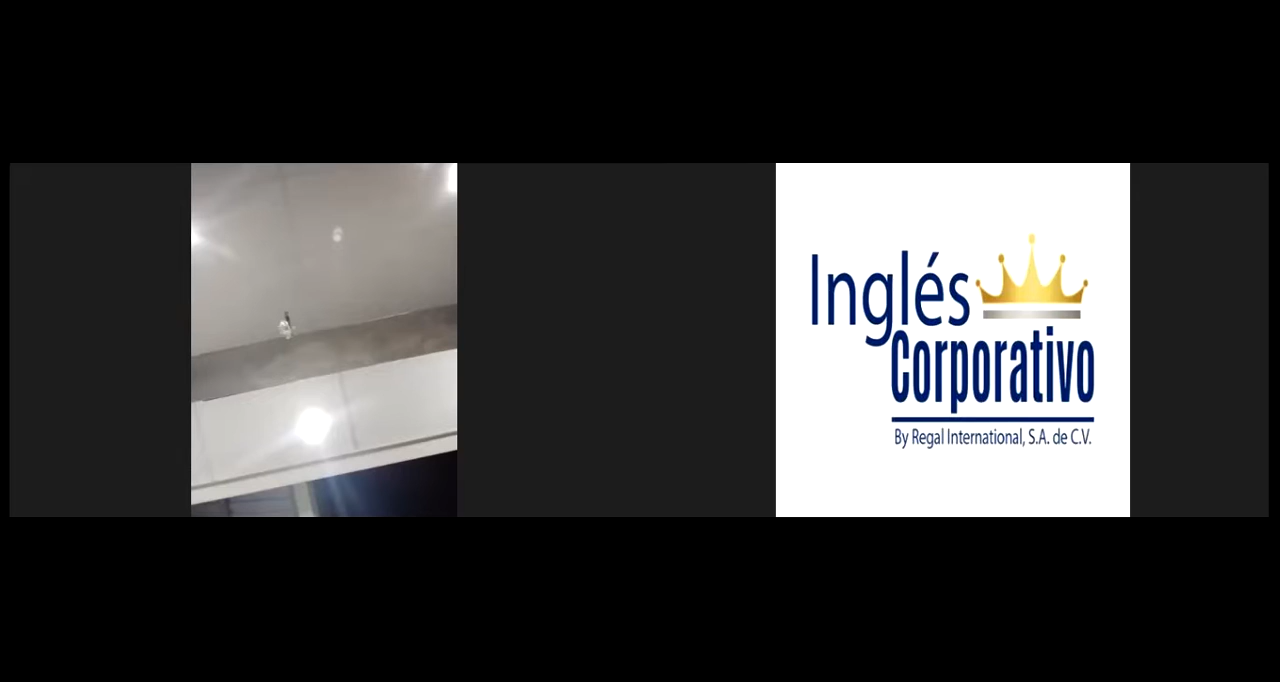 Inglés
Corporativo
By Regal International, S.A. de C.V.